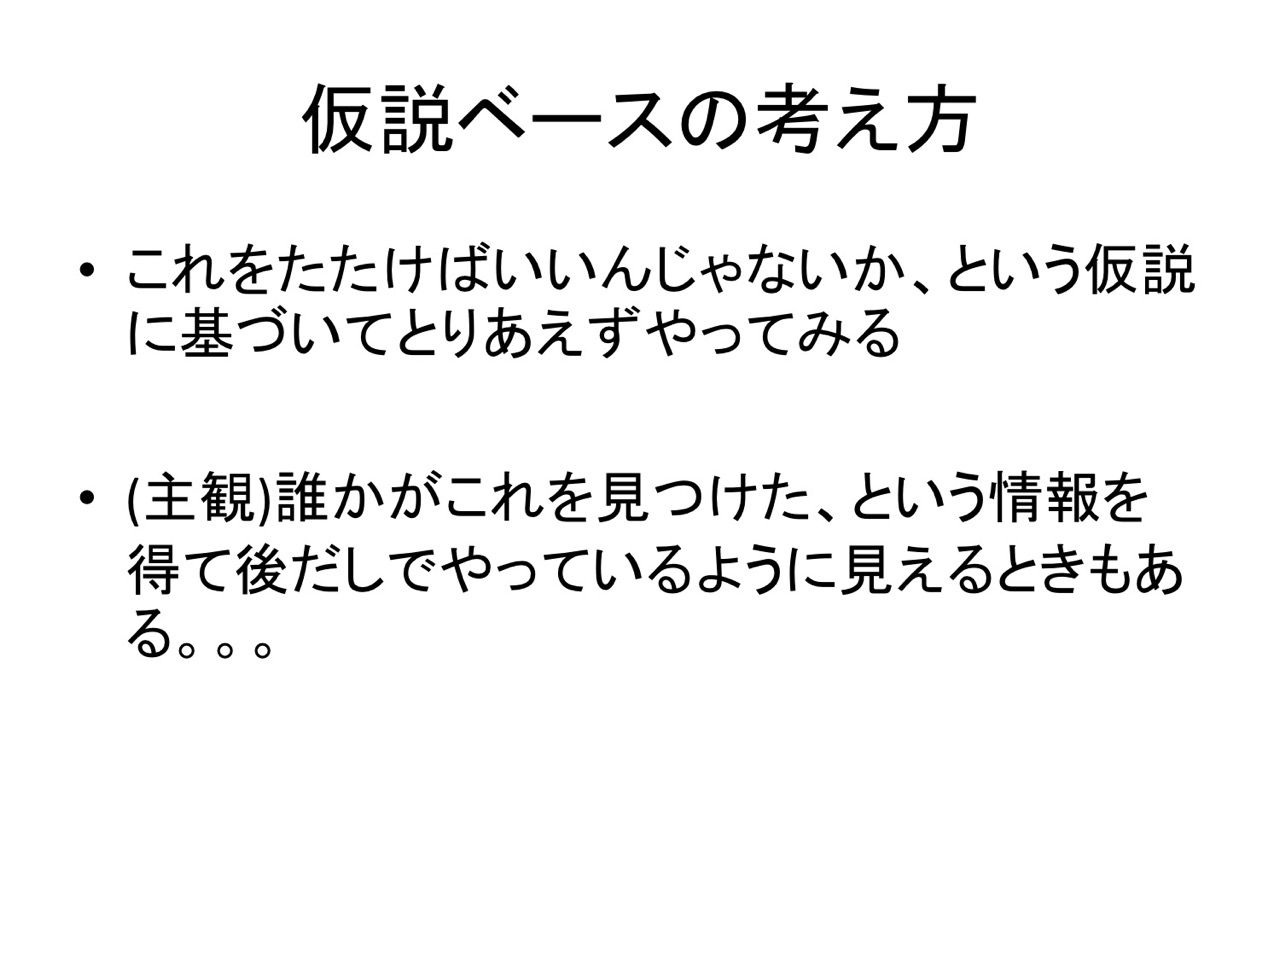 仮説ベースの考え方
• これをたたけばいいんじゃないか、という仮説
に基づいてとりあえずやってみる
• (主観)誰かがこれを見つけた、という情報を
得て後だしでやっているように見えるときもあ
る。。。